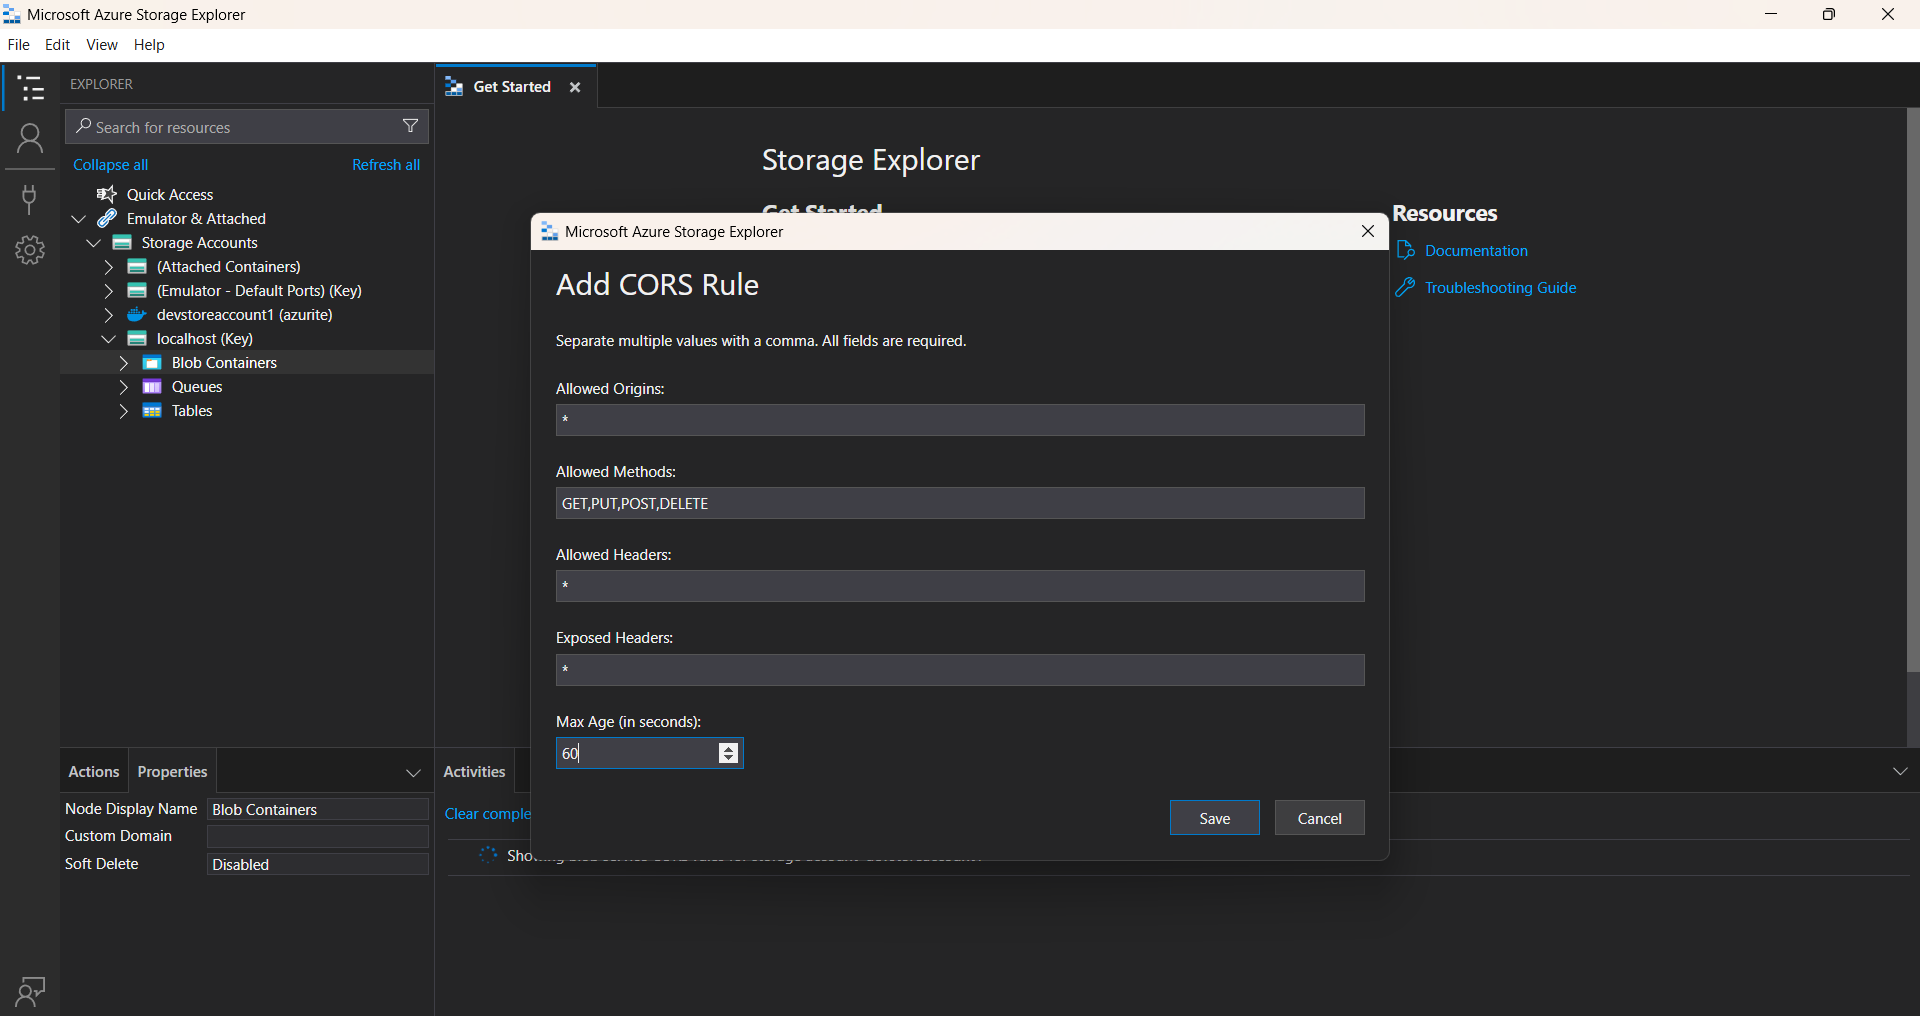 Microsoft Azure Storage Explorer
File Edit View Help
EXPLORER
Search for resources
Collapse all Refresh all
Quick Access
Emulator & Attached
Storage Accounts
(Attached Containers)
(Emulator - Default Ports) (Key)
devstoreaccount1 (azurite)
localhost (Key)
Blob Containers
Queues
Tables
Actions Properties
Node Display Name Blob Containers
Custom Domain
Soft Delete Disabled
Get Started
Storage Explorer
Get Started
Resources
Documentation
Troubleshooting Guide
Microsoft Azure Storage Explorer
Add CORS Rule
Separate multiple values with a comma. All fields are required.
Allowed Origins:
*
Allowed Methods:
GET,PUT,POST,DELETE
Allowed Headers:
*
Exposed Headers:
*
Max Age (in seconds):
60
Save Cancel
Activities
Clear comple